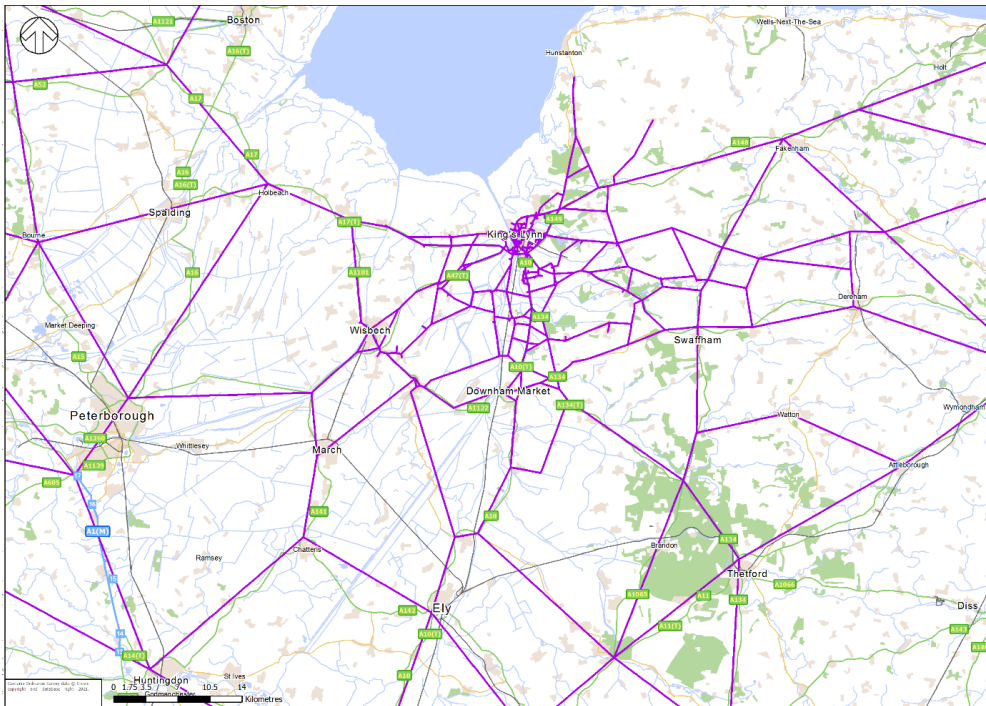 Boston
Wells-Next-The-Sea
A1121
A16(T)
Hunstanton
Holt
A52
A17
A17
A148
Fakenham
A16
A16(T)
Holbeach
Spalding
A17(T)
A149
King's Lynn
Bourne
A10
A16
A1101
A47(T)
Dereham
Market Deeping
A134
Wisbech
Swaffham
A15
A10(T)
Downham Market
A134(T)
A1122
Peterborough
Watton
Wymondham
A1260
Whittlesey
March
A1139
Attleborough
A605
A141
A10
A1(M)
Chatteris
Brandon
A134
Ramsey
Thetford
A1066
15
A1065
A11
A134
Ely
Diss
A142
A11(T)
A143
A10(T)
14
A14(T)
A10
Huntingdon
St Ives
Godmanchester
0 1.75 3.5 7 10.5 14
Kilometres